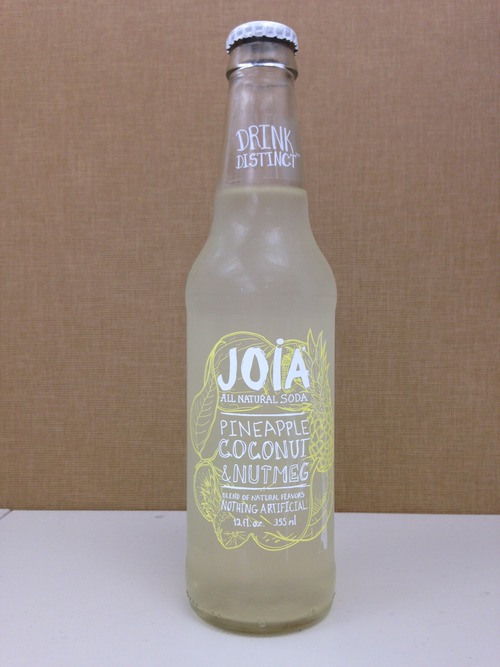 DRINK
DISTINCT
JOiA
ALL NATURAL SODA
PINEAPPLE
COCONUT
& NUTMEG
BLEND OF NATURAL FLAVORS
NOTHING ARTIFICIAL
12 fl. oz. 355 ml